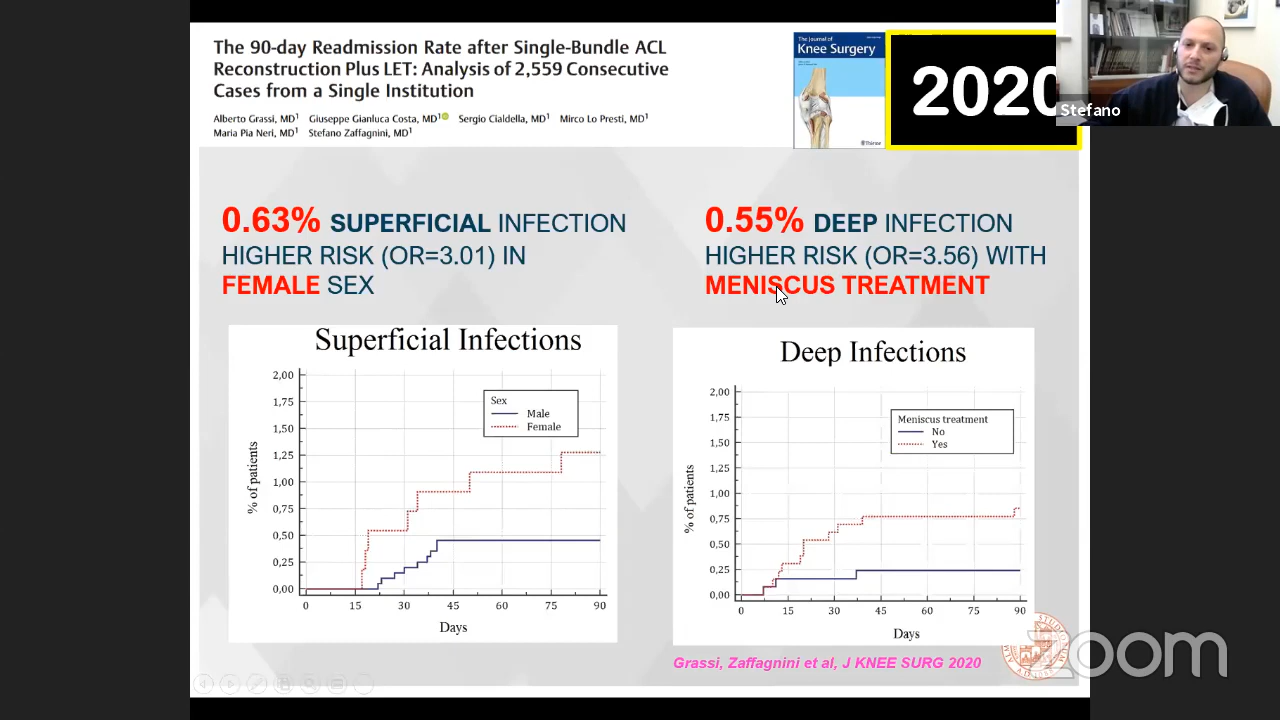 The 90-day Readmission Rate after Single-Bundle ACL
Reconstruction Plus LET: Analysis of 2,559 Consecutive
Cases from a Single Institution
Alberto Grassi, MD¹ Giuseppe Gianluca Costa, MD¹ Sergio Cialdella, MD¹ Mirco Lo Presti, MD¹
Maria Pia Neri, MD¹ Stefano Zaffagnini, MD¹
The Journal of
Knee Surgery
Thieme
2020
Stefano
0.63% SUPERFICIAL INFECTION
HIGHER RISK (OR=3.01) IN
FEMALE SEX
0.55% DEEP INFECTION
HIGHER RISK (OR=3.56) WITH
MENISCUS TREATMENT
Superficial Infections
2,00
1,75
1,50
1,25
1,00
0,75
0,50
0,25
0,00
% of patients
Sex
Male
Female
0 15 30 45 60 75 90
Days
Deep Infections
2,00
1,75
1,50
1,25
1,00
0,75
0,50
0,25
0,00
% of patients
Meniscus treatment
No
Yes
0 15 30 45 60 75 90
Days
Grassi, Zaffagnini et al, J KNEE SURG 2020
zoom